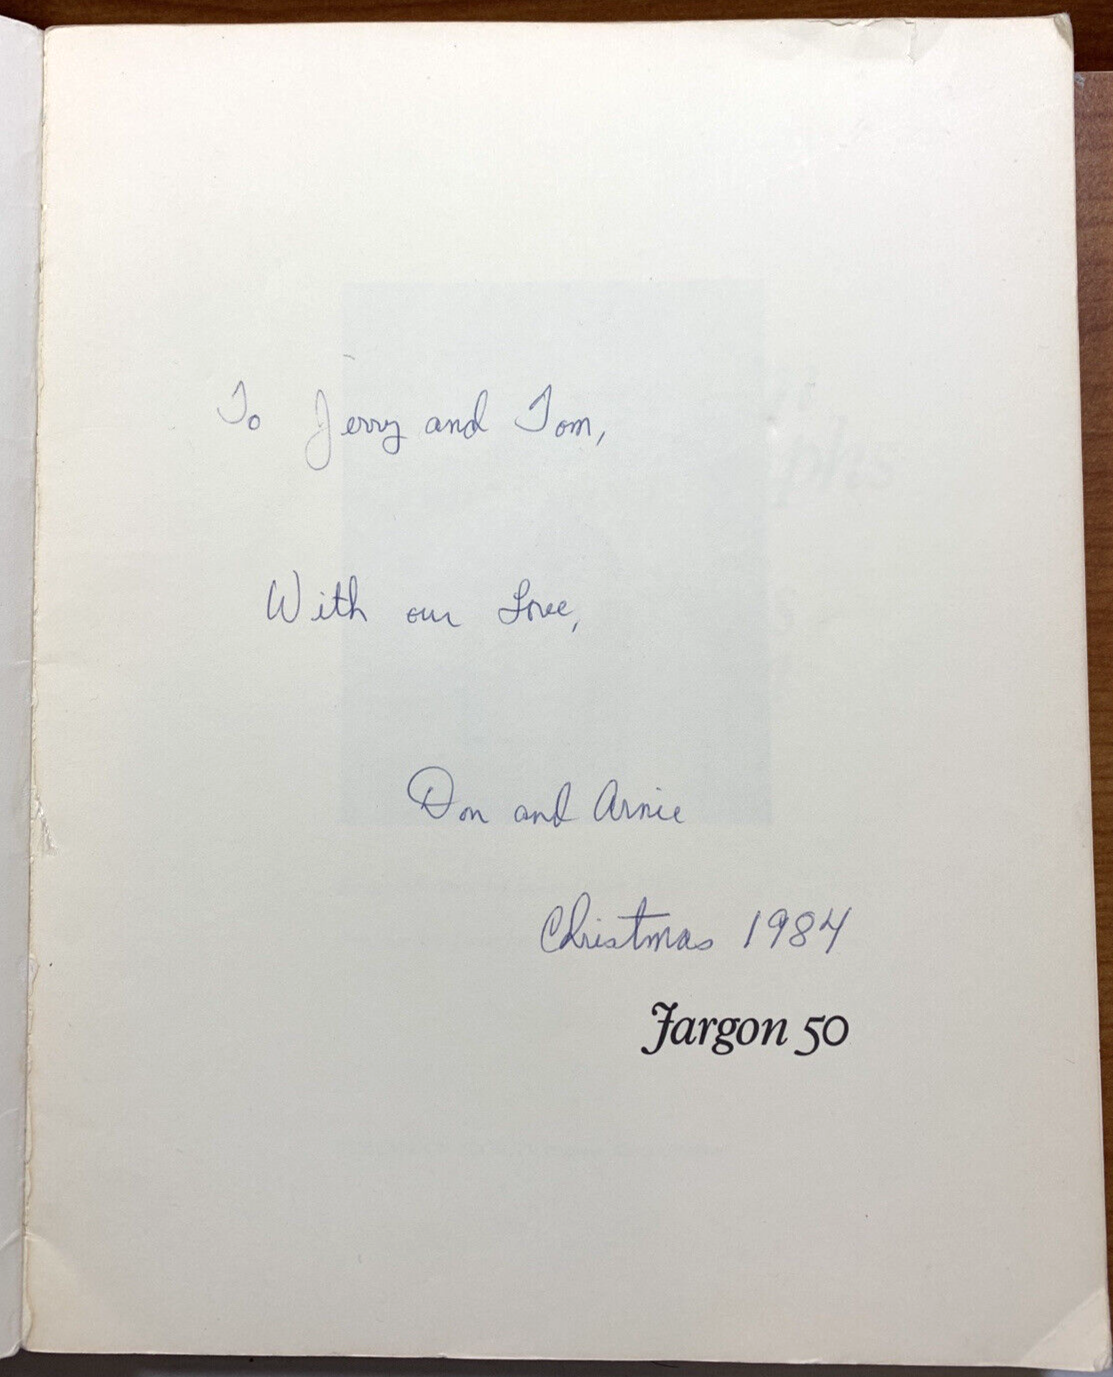 To Jerry and Tom,
With our Love,
Don and Arnie
Christmas 1984
Jargon 50